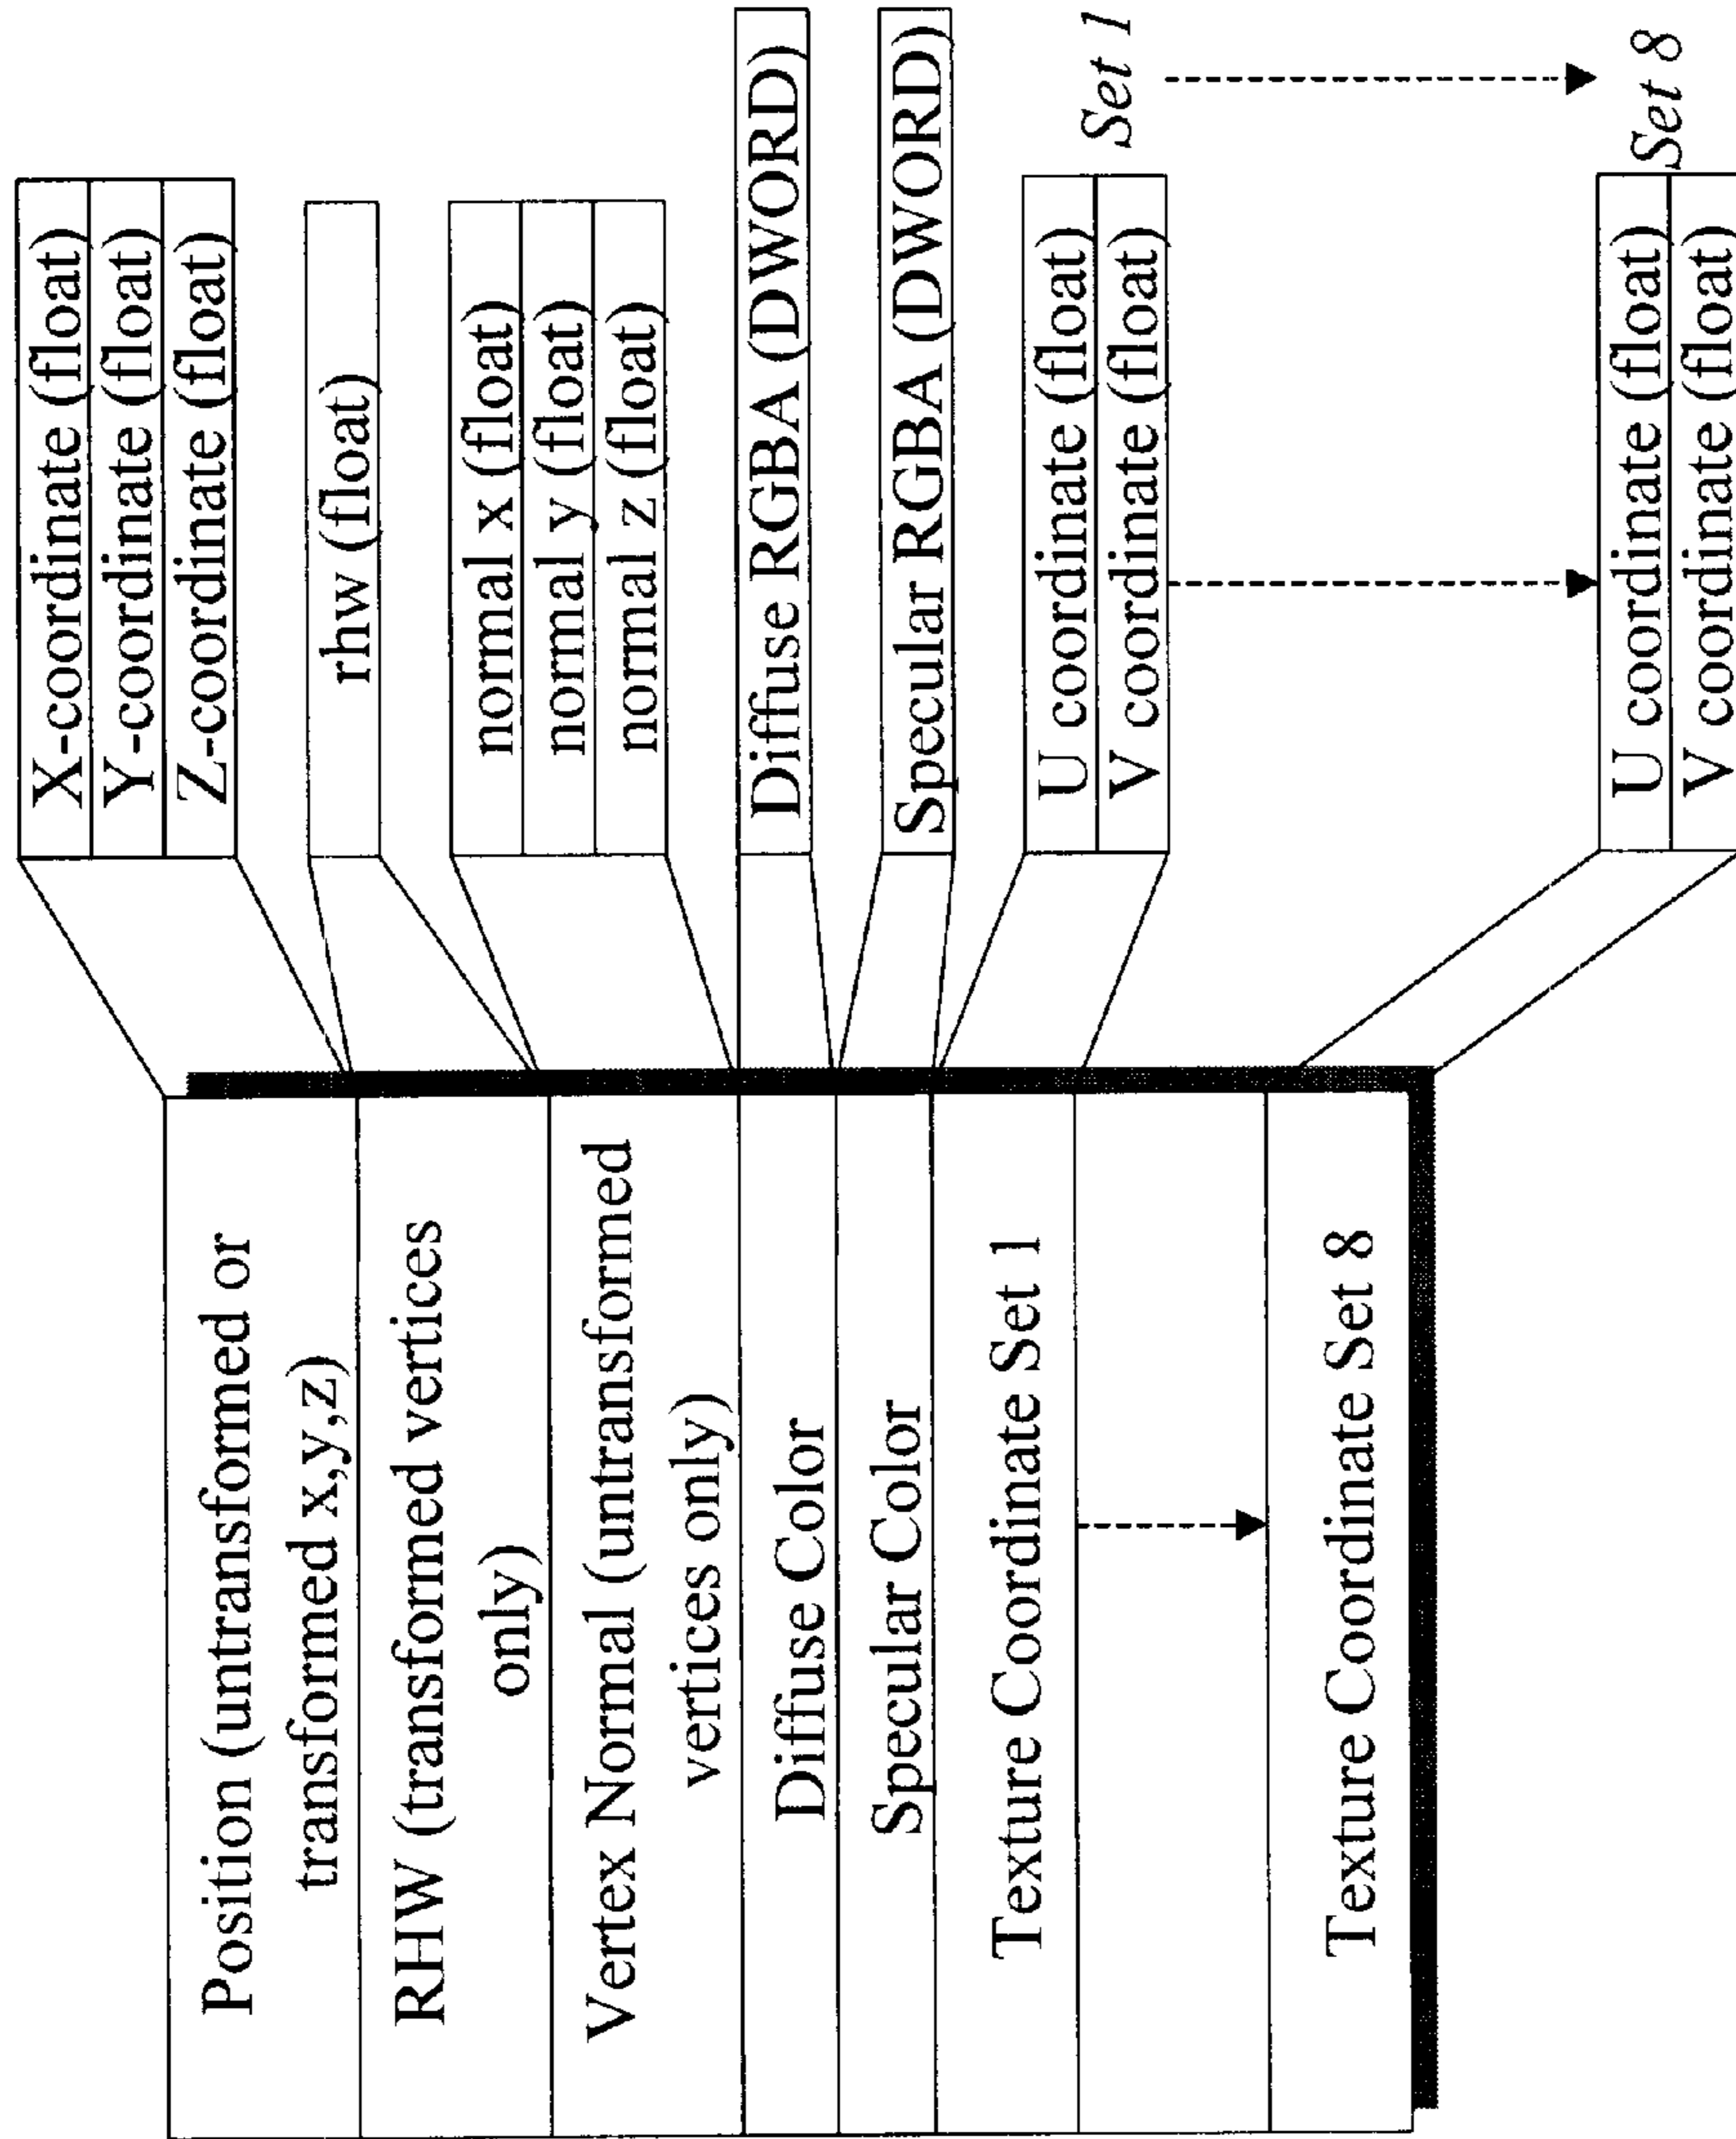 Position (untransformed or
transformed x,y,z)
RHW (transformed vertices
only)
Vertex Normal (untransformed
vertices only)
Diffuse Color
Specular Color
Texture Coordinate Set 1
Texture Coordinate Set 8
X-coordinate (float)
Y-coordinate (float)
Z-coordinate (float)
rhw (float)
normal x (float)
normal y (float)
normal z (float)
Diffuse RGBA (DWORD)
Specular RGBA (DWORD)
U coordinate (float)
V coordinate (float)
Set 1
U coordinate (float)
V coordinate (float)
Set 8